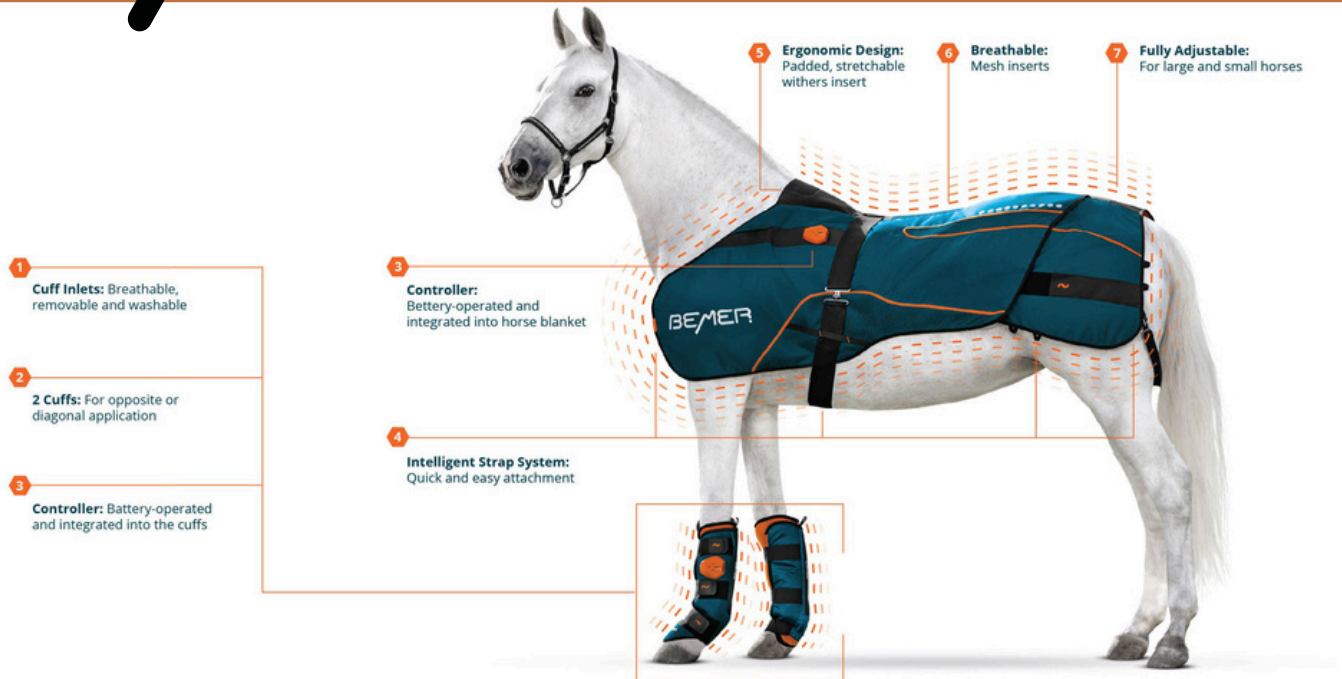 5
Ergonomic Design:
Padded, stretchable
withers insert
6
Breathable:
Mesh inserts
7
Fully Adjustable:
For large and small horses
1
Cuff Inlets: Breathable,
removable and washable
2
2 Cuffs: For opposite or
diagonal application
3
Controller: Battery-operated
and integrated into the cuffs
3
Controller:
Bettery-operated and
integrated into horse blanket
BEMER
4
Intelligent Strap System:
Quick and easy attachment